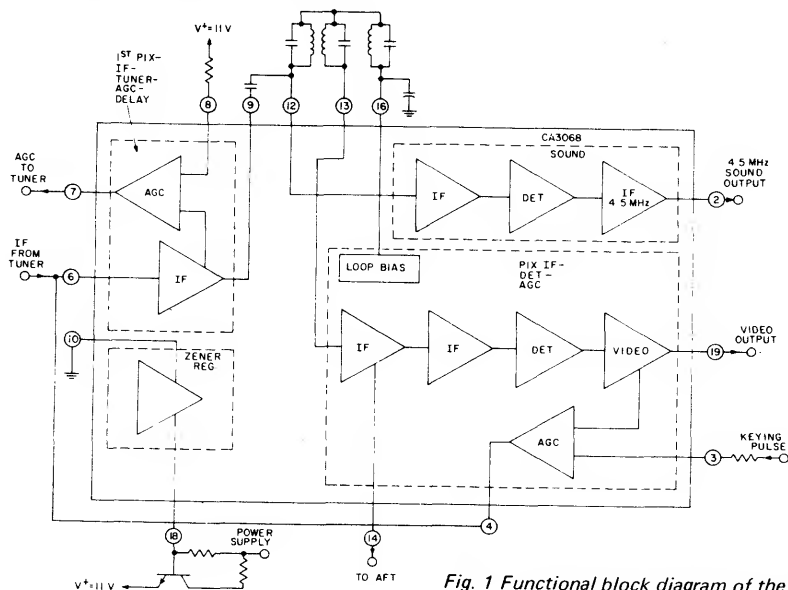 V+=11V
1ST PIX-
IF-
TUNER-
AGC-
DELAY
8
9
12
13
16
CA3068
SOUND
AGC
TO TUNER
7
AGC
IF
DET
IF
4 5 MHz
2
4 5 MHz
SOUND
OUTPUT
IF
FROM
TUNER
6
IF
LOOP BIAS
PIX IF-
DET-
AGC
10
ZENER
REG
IF
IF
DET
VIDEO
19
VIDEO
OUTPUT
AGC
KEYING
PULSE
3
4
18
POWER
SUPPLY
14
TO AFT
V+=11V
Fig. 1 Functional block diagram of the